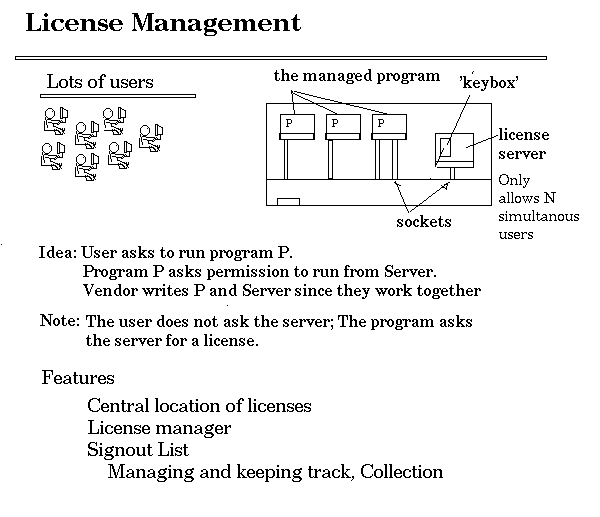 License Management
Lots of users
the managed program
'keybox'
P
P
P
license
server
Only
allows N
simultanous
users
sockets
Idea: User asks to run program P.
Program P asks permission to run from Server.
Vendor writes P and Server since they work together
Note: The user does not ask the server; The program asks
the server for a license.
Features
Central location of licenses
License manager
Signout List
Managing and keeping track, Collection